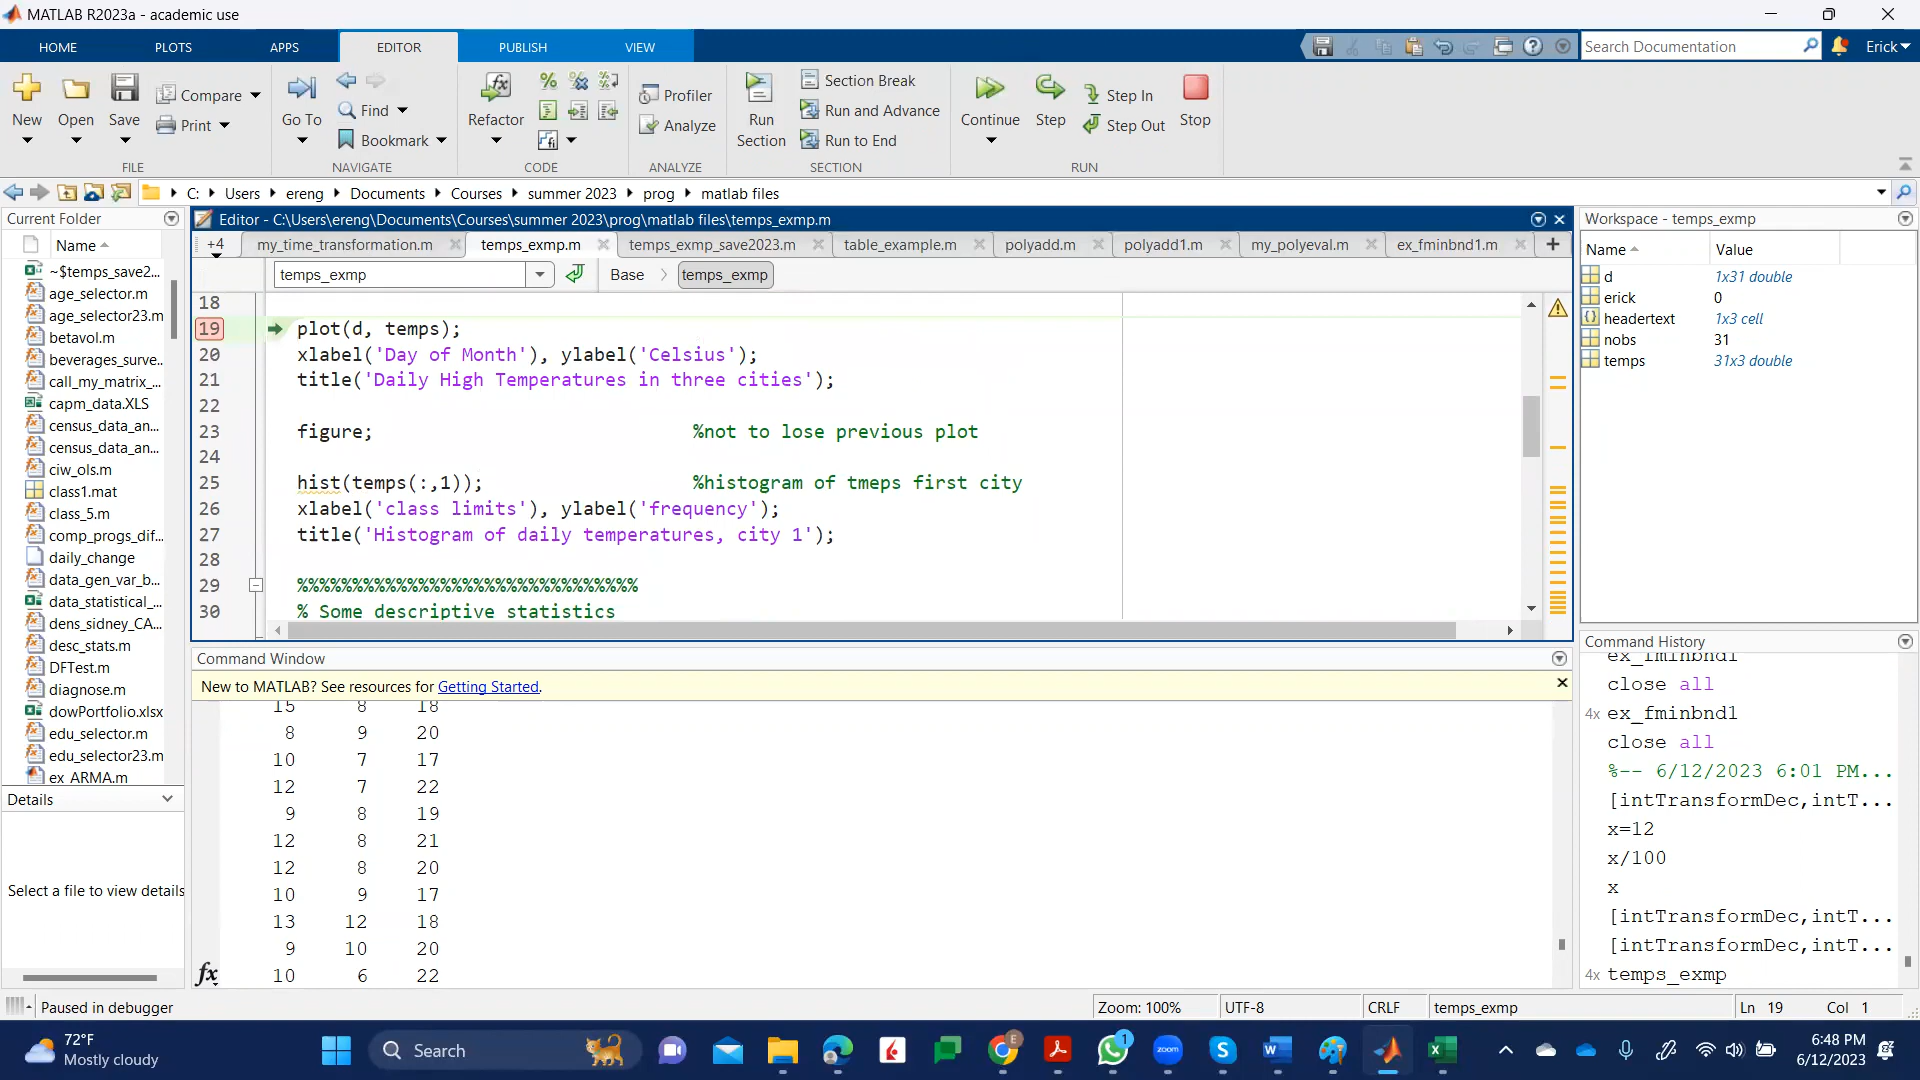 MATLAB R2023a - academic use
HOME PLOTS APPS EDITOR PUBLISH VIEW
Search Documentation
Erick
New
Open
Save
Compare
Print
FILE
Go To
Find
Bookmark
NAVIGATE
Refactor
CODE
Profiler
Analyze
ANALYZE
Run
Section
Section Break
Run and Advance
Run to End
SECTION
Continue
Step
Step In
Step Out
Stop
RUN
C: Users ereng Documents Courses summer 2023 prog matlab files
Current Folder
Name
~$temps_save2...
age_selector.m
age_selector23.m
betavol.m
beverages_surve...
call_my_matrix_...
capm_data.XLS
census_data_an...
census_data_an...
ciw_ols.m
class1.mat
class_5.m
comp_progs_dif...
daily_change
data_gen_var_b...
data_statistical_...
dens_sidney_CA...
desc_stats.m
DFTest.m
diagnose.m
dowPortfolio.xlsx
edu_selector.m
edu_selector23.m
ex_ARMA.m
Details
Select a file to view details
Editor - C:\Users\ereng\Documents\Courses\summer 2023\prog\matlab files\temps_exmp.m
+4 my_time_transformation.m temps_exmp.m temps_exmp_save2023.m table_example.m polyadd.m polyadd1.m my_polyeval.m ex_fminbnd1.m
temps_exmp Base temps_exmp
18
19 plot(d, temps);
20 xlabel('Day of Month'), ylabel('Celsius');
21 title('Daily High Temperatures in three cities');
22
23 figure; %not to lose previous plot
24
25 hist(temps(:,1)); %histogram of tmeps first city
26 xlabel('class limits'), ylabel('frequency');
27 title('Histogram of daily temperatures, city 1');
28
29 %%%%%%%%%%%%%%%%%%%%%%%%%%%%%%%
30 % Some descriptive statistics
Command Window
New to MATLAB? See resources for Getting Started.
15 8 18
8 9 20
10 7 17
12 7 22
9 8 19
12 8 21
12 8 20
10 9 17
13 12 18
9 10 20
fx 10 6 22
Workspace - temps_exmp
Name Value
d 1x31 double
erick 0
headertext 1x3 cell
nobs 31
temps 31x3 double
Command History
ex_fminbnd1
close all
4x ex_fminbnd1
close all
%-- 6/12/2023 6:01 PM...
[intTransformDec,intT...
x=12
x/100
x
[intTransformDec,intT...
[intTransformDec,intT...
4x temps_exmp
Paused in debugger
Zoom: 100% UTF-8 CRLF temps_exmp Ln 19 Col 1
72°F
Mostly cloudy
Search
6:48 PM
6/12/2023